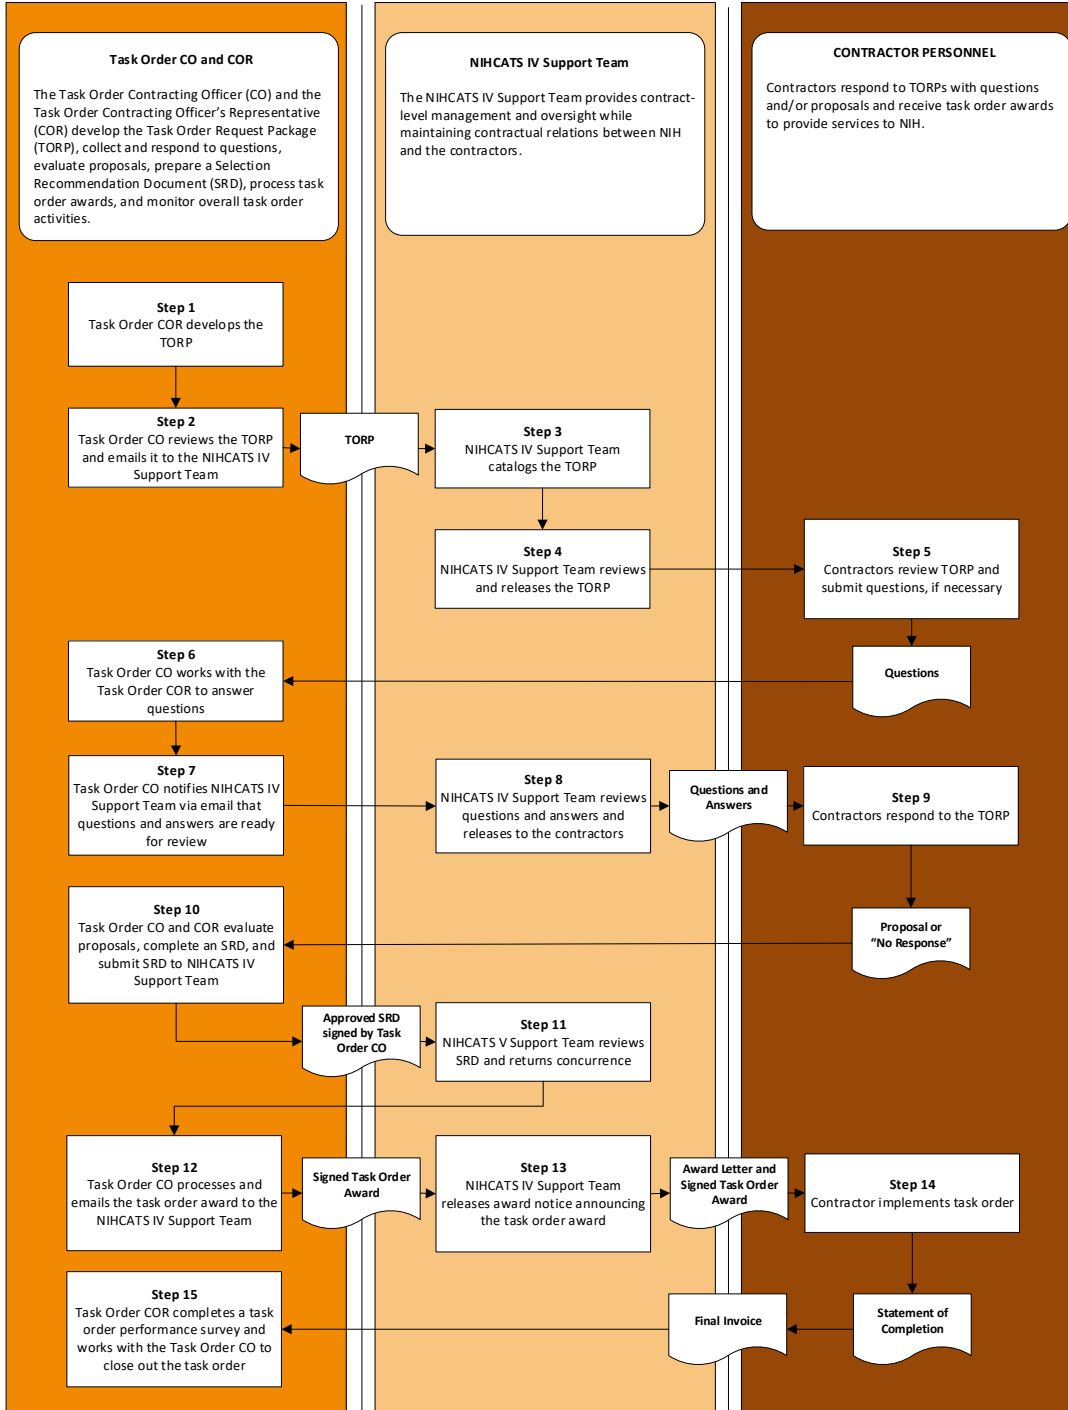 Task Order CO and COR
The Task Order Contracting Officer (CO) and the
Task Order Contracting Officer’s Representative
(COR) develop the Task Order Request Package
(TORP), collect and respond to questions,
evaluate proposals, prepare a Selection
Recommendation Document (SRD), process task
order awards, and monitor overall task order
activities.
NIHCATS IV Support Team
The NIHCATS IV Support Team provides contract-
level management and oversight while
maintaining contractual relations between NIH
and the contractors.
CONTRACTOR PERSONNEL
Contractors respond to TORPs with questions
and/or proposals and receive task order awards
to provide services to NIH.
Step 1
Task Order COR develops the
TORP
Step 2
Task Order CO reviews the TORP
and emails it to the NIHCATS IV
Support Team
TORP
Step 3
NIHCATS IV Support Team
catalogs the TORP
Step 4
NIHCATS IV Support Team reviews
and releases the TORP
Step 5
Contractors review TORP and
submit questions, if necessary
Questions
Step 6
Task Order CO works with the
Task Order COR to answer
questions
Step 7
Task Order CO notifies NIHCATS IV
Support Team via email that
questions and answers are ready
for review
Step 8
NIHCATS IV Support Team reviews
questions and answers and
releases to the contractors
Questions and
Answers
Step 9
Contractors respond to the TORP
Proposal or
“No Response”
Step 10
Task Order CO and COR evaluate
proposals, complete an SRD, and
submit SRD to NIHCATS IV
Support Team
Approved SRD
signed by Task
Order CO
Step 11
NIHCATS V Support Team reviews
SRD and returns concurrence
Step 12
Task Order CO processes and
emails the task order award to the
NIHCATS IV Support Team
Signed Task Order
Award
Step 13
NIHCATS IV Support Team
releases award notice announcing
the task order award
Award Letter and
Signed Task Order
Award
Step 14
Contractor implements task order
Statement of
Completion
Final Invoice
Step 15
Task Order COR completes a task
order performance survey and
works with the Task Order CO to
close out the task order